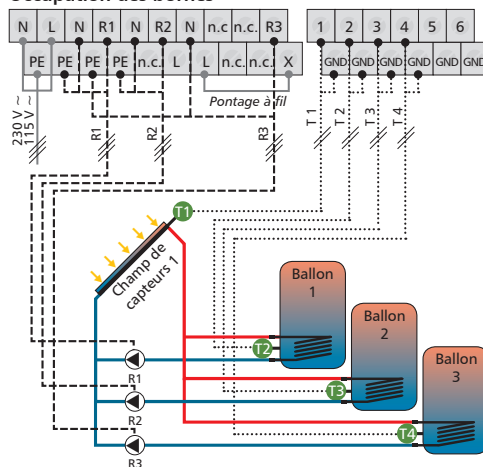 Occupation des bornes
N L N R1 N R2 N n.c n.c. R3
PE PE PE PE n.c. L L n.c. n.c. X
1 2 3 4 5 6
GND GND GND GND GND GND
Pontage à fil
230 V ~
115 V ~
R1
R2
R3
T 1
T 2
T 3
T 4
T1
Champ de
capteurs 1
Ballon
1
Ballon
2
Ballon
3
T2
T3
T4
R1
R2
R3